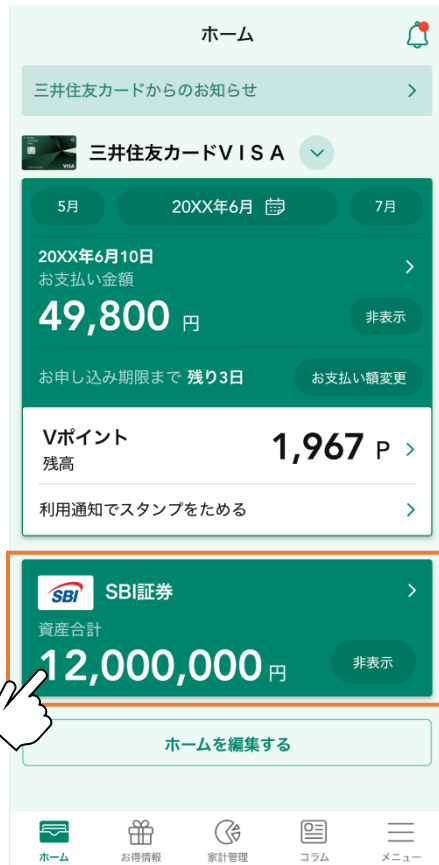 ホーム
三井住友カードからのお知らせ
VISA
三井住友カードVISA
5月 20XX年6月 7月
20XX年6月10日
お支払い金額
49,800 円 非表示
お申し込み期限まで 残り3日 お支払い額変更
Vポイント
残高
1,967 P
利用通知でスタンプをためる
SBI SBI証券
資産合計
12,000,000 円 非表示
ホームを編集する
ホーム お得情報 家計管理 コラム メニュー